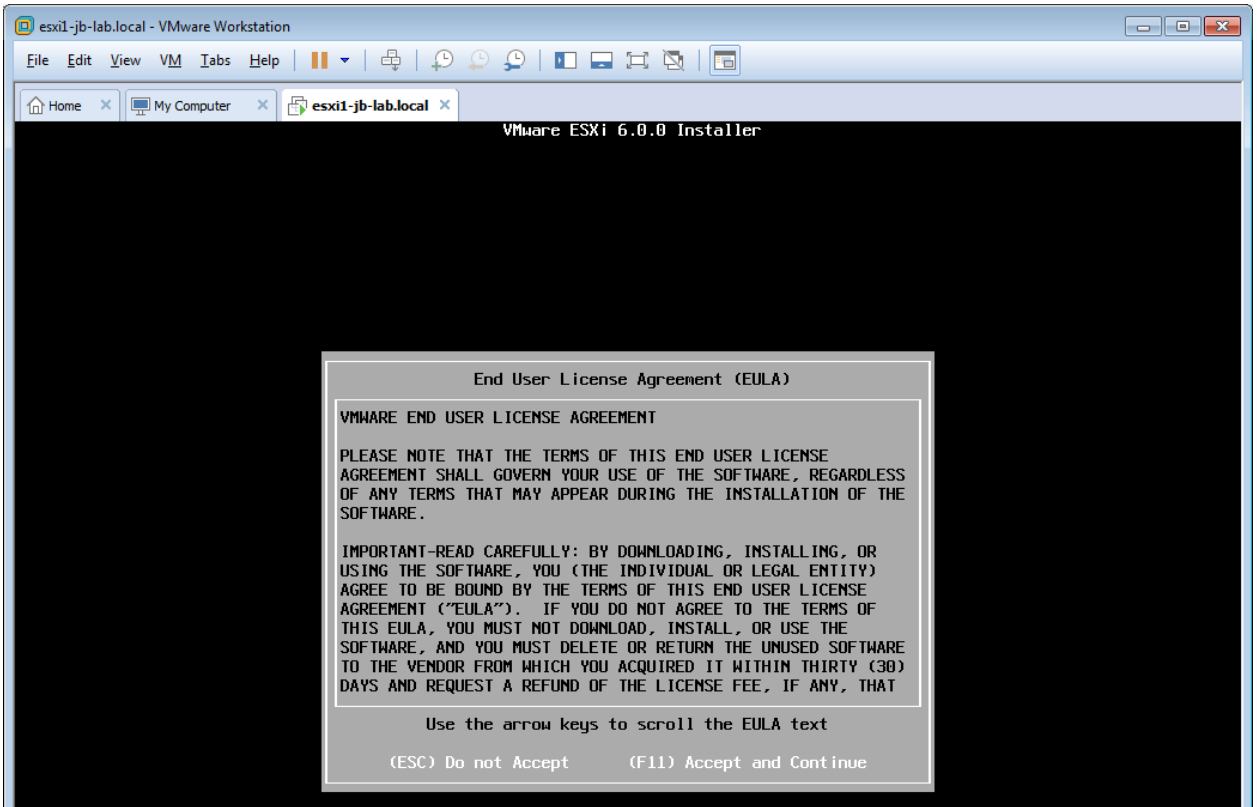 esxi1-jb-lab.local - VMware Workstation
File Edit View VM Tabs Help
Home My Computer esxi1-jb-lab.local
VMware ESXi 6.0.0 Installer
End User License Agreement (EULA)
VMWARE END USER LICENSE AGREEMENT
PLEASE NOTE THAT THE TERMS OF THIS END USER LICENSE
AGREEMENT SHALL GOVERN YOUR USE OF THE SOFTWARE, REGARDLESS
OF ANY TERMS THAT MAY APPEAR DURING THE INSTALLATION OF THE
SOFTWARE.
IMPORTANT-READ CAREFULLY: BY DOWNLOADING, INSTALLING, OR
USING THE SOFTWARE, YOU (THE INDIVIDUAL OR LEGAL ENTITY)
AGREE TO BE BOUND BY THE TERMS OF THIS END USER LICENSE
AGREEMENT ("EULA"). IF YOU DO NOT AGREE TO THE TERMS OF
THIS EULA, YOU MUST NOT DOWNLOAD, INSTALL, OR USE THE
SOFTWARE, AND YOU MUST DELETE OR RETURN THE UNUSED SOFTWARE
TO THE VENDOR FROM WHICH YOU ACQUIRED IT WITHIN THIRTY (30)
DAYS AND REQUEST A REFUND OF THE LICENSE FEE, IF ANY, THAT
Use the arrow keys to scroll the EULA text
(ESC) Do not Accept (F11) Accept and Continue